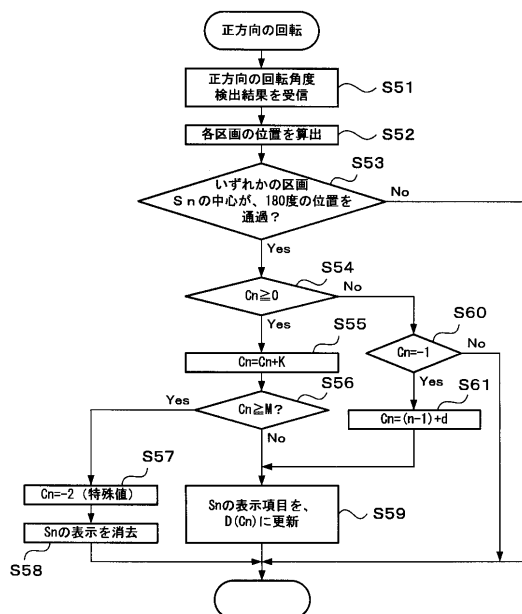 正方向の回転
正方向の回転角度
検出結果を受信
S51
各区画の位置を算出
S52
S53
いずれかの区画
Snの中心が、180度の位置を
通過?
No
Yes
S54
Cn≧0
No
Yes
S55
S60
Cn=Cn+K
Cn=-1
No
S56
Yes
S61
Yes
Cn≧M?
Cn=(n-1)+d
No
S57
Cn=-2 (特殊値)
Snの表示項目を、
D(Cn)に更新
S59
Snの表示を消去
S58